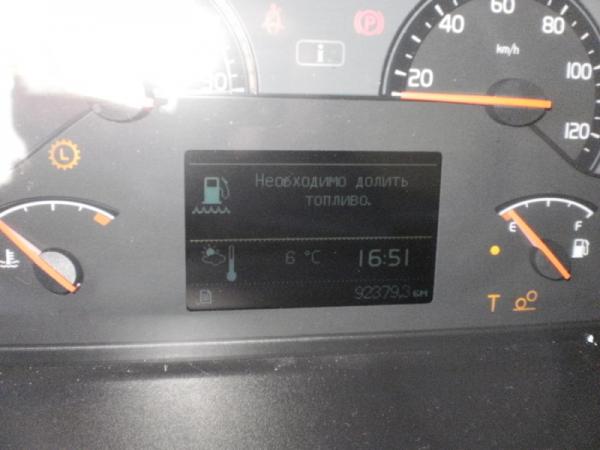 60
40
80
km/h
20
100
120
P
i
L
Необходимо долить
топливо.
6 °C 16:51
92379,3 км
E F
T